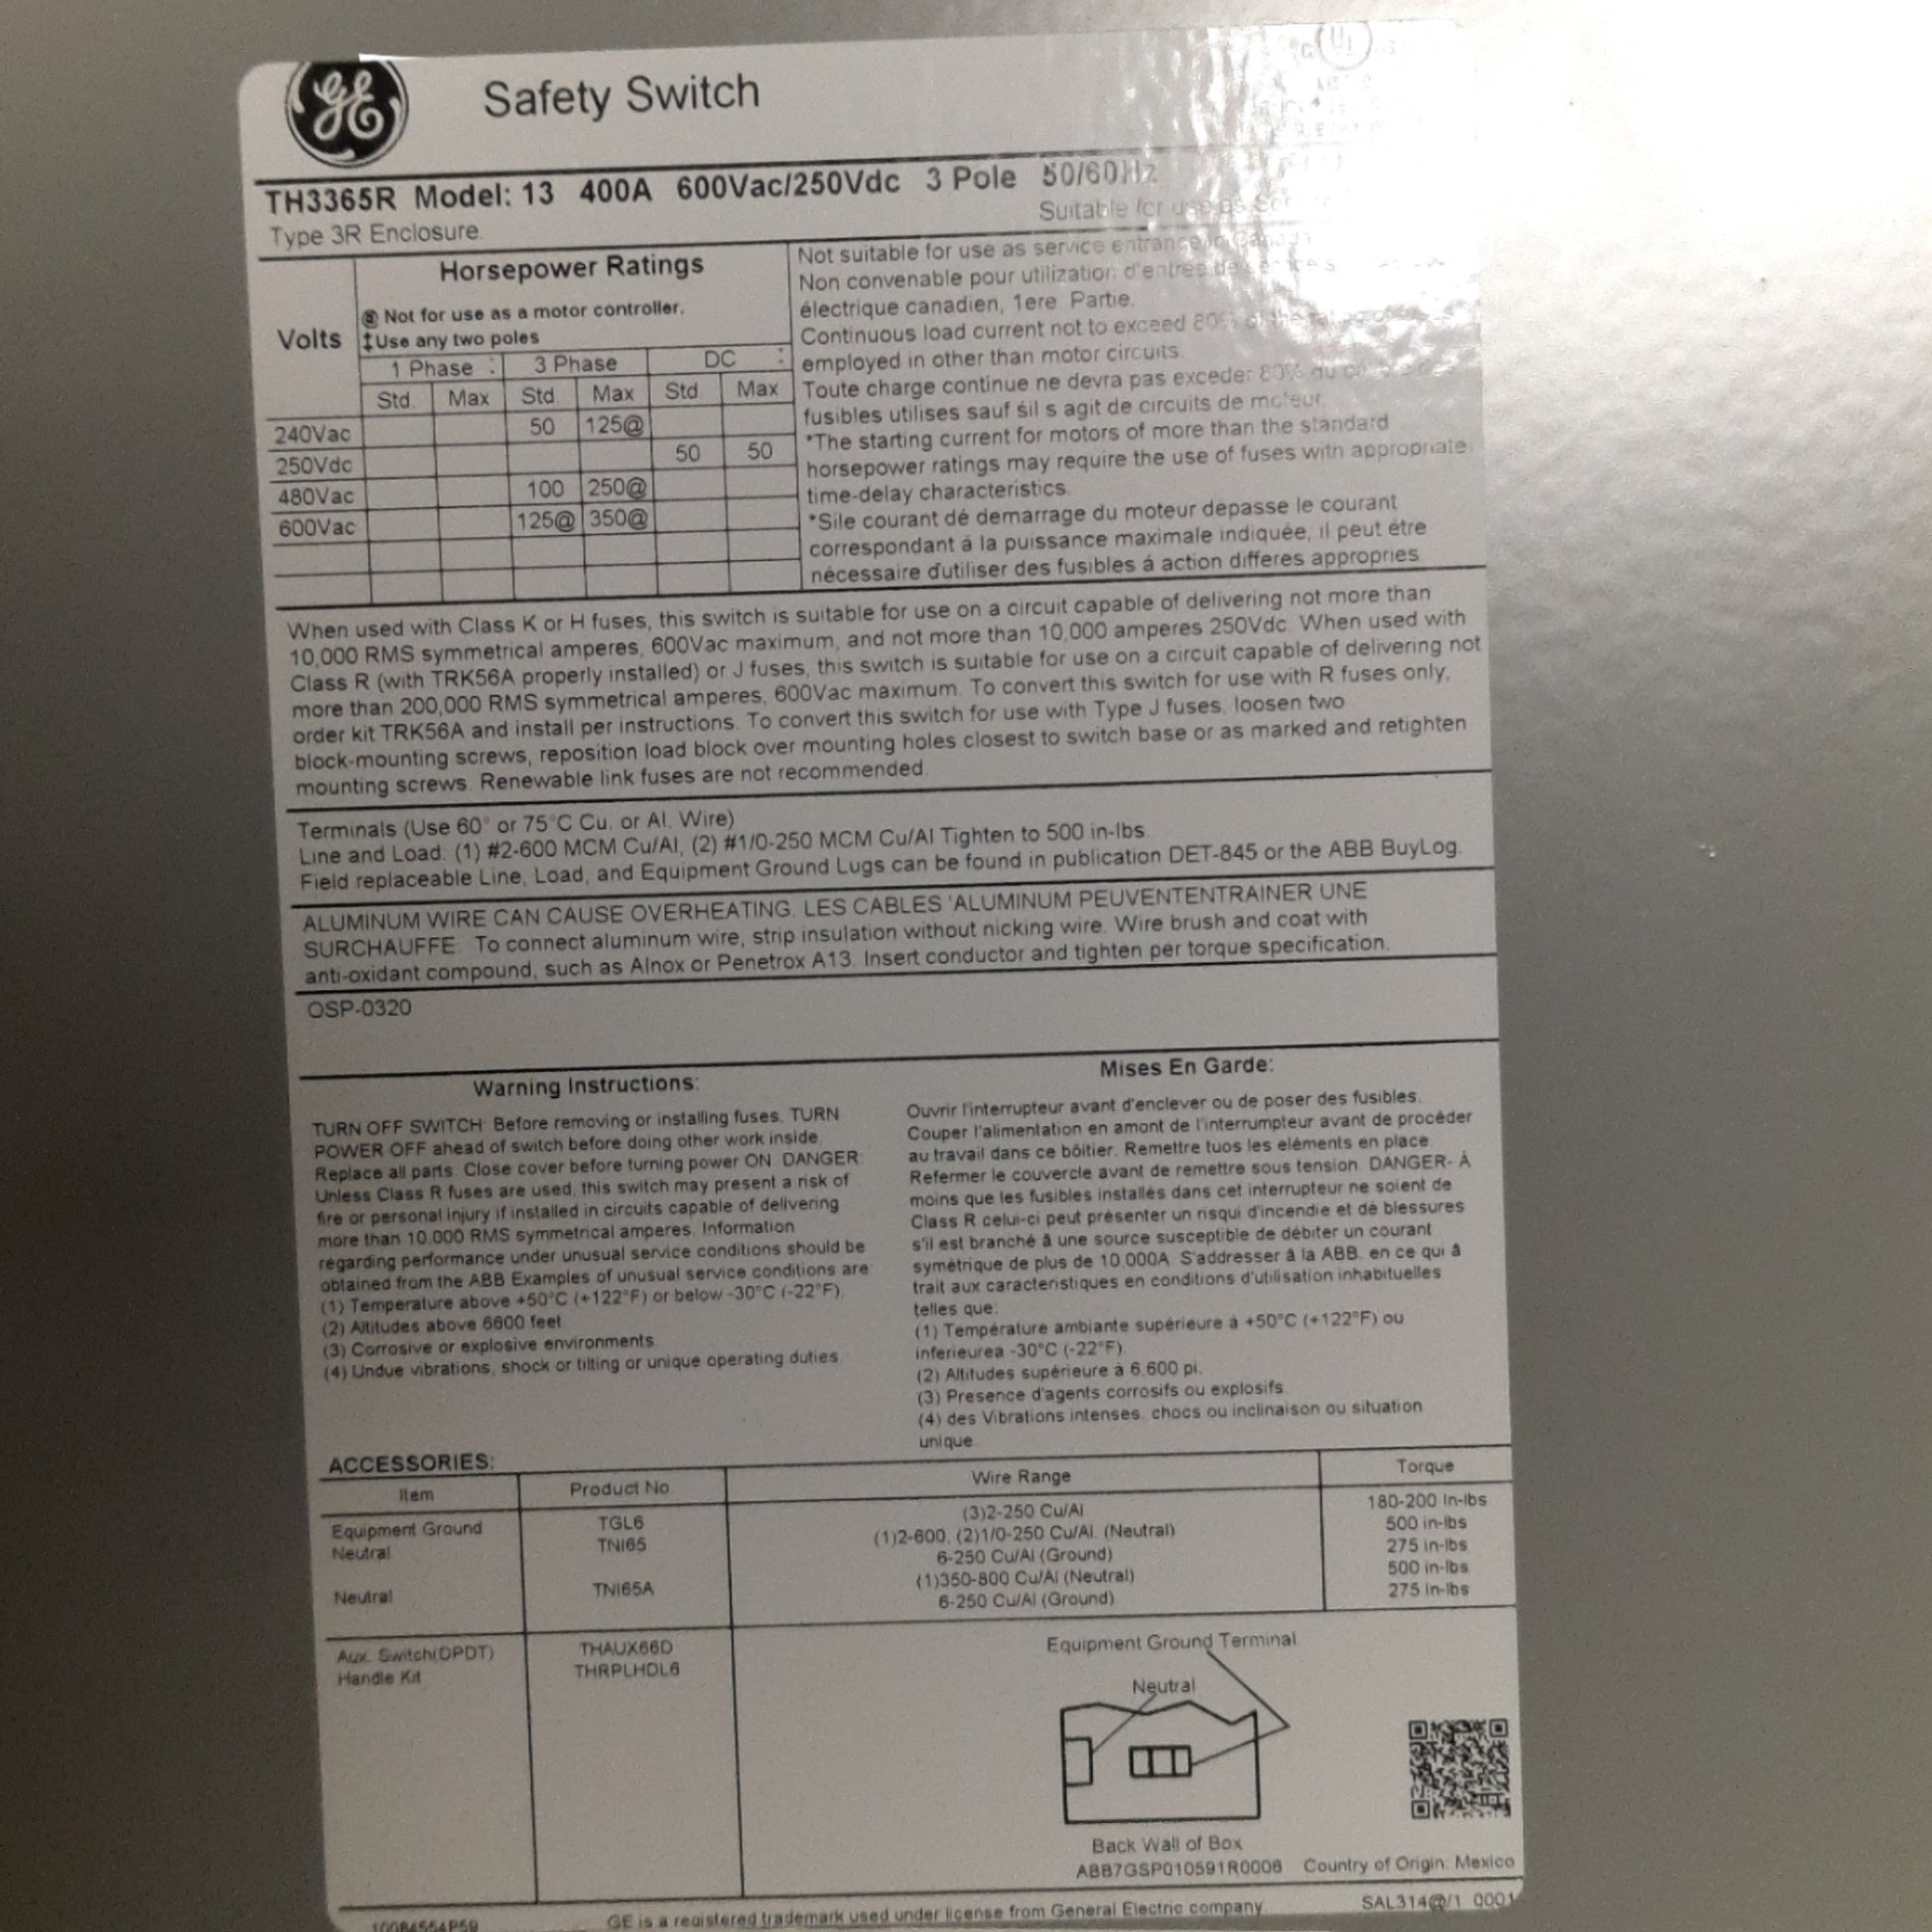 GE
Safety Switch
UL
TH3365R Model: 13 400A 600Vac/250Vdc 3 Pole 50/60Hz
Suitable for use as
Type 3R Enclosure.
Horsepower Ratings
@ Not for use as a motor controller.
‡Use any two poles
Volts
1 Phase : 3 Phase DC :
Std. Max Std Max Std Max
240Vac 50 125@
250Vdc 50 50
480Vac 100 250@
600Vac 125@ 350@
Not suitable for use as service entrance in Canada
Non convenable pour utilization d'entree de
électrique canadien, 1ere. Partie.
Continuous load current not to exceed 80% of the rating of
employed in other than motor circuits.
Toute charge continue ne devra pas exceder 80% du
fusibles utilises sauf śil s agit de circuits de moteur.
*The starting current for motors of more than the standard
horsepower ratings may require the use of fuses with appropriate
time-delay characteristics.
*Sile courant dé demarrage du moteur depasse le courant
correspondant á la puissance maximale indiquée, il peut étre
nécessaire dutiliser des fusibles á action differes appropries
When used with Class K or H fuses, this switch is suitable for use on a circuit capable of delivering not more than
10,000 RMS symmetrical amperes, 600Vac maximum, and not more than 10,000 amperes 250Vdc. When used with
Class R (with TRK56A properly installed) or J fuses, this switch is suitable for use on a circuit capable of delivering not
more than 200,000 RMS symmetrical amperes, 600Vac maximum. To convert this switch for use with R fuses only,
order kit TRK56A and install per instructions. To convert this switch for use with Type J fuses, loosen two
block-mounting screws, reposition load block over mounting holes closest to switch base or as marked and retighten
mounting screws. Renewable link fuses are not recommended.
Terminals (Use 60° or 75°C Cu. or Al. Wire)
Line and Load: (1) #2-600 MCM Cu/Al, (2) #1/0-250 MCM Cu/Al Tighten to 500 in-lbs.
Field replaceable Line, Load, and Equipment Ground Lugs can be found in publication DET-845 or the ABB BuyLog.
ALUMINUM WIRE CAN CAUSE OVERHEATING. LES CABLES 'ALUMINUM PEUVENTENTRAINER UNE
SURCHAUFFE. To connect aluminum wire, strip insulation without nicking wire. Wire brush and coat with
anti-oxidant compound, such as Alnox or Penetrox A13. Insert conductor and tighten per torque specification.
OSP-0320
Warning Instructions:
TURN OFF SWITCH: Before removing or installing fuses. TURN
POWER OFF ahead of switch before doing other work inside.
Replace all parts. Close cover before turning power ON. DANGER:
Unless Class R fuses are used, this switch may present a risk of
fire or personal injury if installed in circuits capable of delivering
more than 10,000 RMS symmetrical amperes. Information
regarding performance under unusual service conditions should be
obtained from the ABB Examples of unusual service conditions are:
(1) Temperature above +50°C (+122°F) or below -30°C (-22°F).
(2) Altitudes above 6600 feet
(3) Corrosive or explosive environments
(4) Undue vibrations, shock or tilting or unique operating duties.
Mises En Garde:
Ouvrir l'interrupteur avant d'enclever ou de poser des fusibles.
Couper l'alimentation en amont de l'interrumpteur avant de procéder
au travail dans ce bôitier. Remettre tuos les eléments en place.
Refermer le couvercle avant de remettre sous tension. DANGER- À
moins que les fusibles installés dans cet interrupteur ne soient de
Class R celui-ci peut présenter un risqui d'incendie et dé blessures
s'il est branché â une source susceptible de débiter un courant
symétrique de plus de 10,000A. S'addresser â la ABB, en ce qui â
trait aux caracteristiques en conditions d'utilisation inhabituelles
telles que:
(1) Température ambiante supérieure á +50°C (+122°F) ou
inferieurea -30°C (-22°F)
(2) Altitudes supérieure à 6,600 pi.
(3) Presence d'agents corrosifs ou explosifs
(4) des Vibrations intenses, chocs ou inclinaison ou situation
unique.
ACCESSORIES:
Item Product No Wire Range Torque
Equipment Ground TGL6 (3)2-250 Cu/Al 180-200 In-lbs
Neutral TNI65 (1)2-600, (2)1/0-250 Cu/Al. (Neutral) 500 in-lbs
6-250 Cu/Al (Ground) 275 in-lbs
Neutral TNI65A (1)350-800 Cu/Al (Neutral) 500 in-lbs
6-250 Cu/Al (Ground) 275 in-lbs
Aux. Switch(DPDT) THAUX66D
Handle Kit THRPLHDL6
Equipment Ground Terminal
Neutral
Back Wall of Box
ABB7GSP010591R0006 Country of Origin: Mexico
10084554P59 GE is a registered trademark used under license from General Electric company SAL314@/1 0001